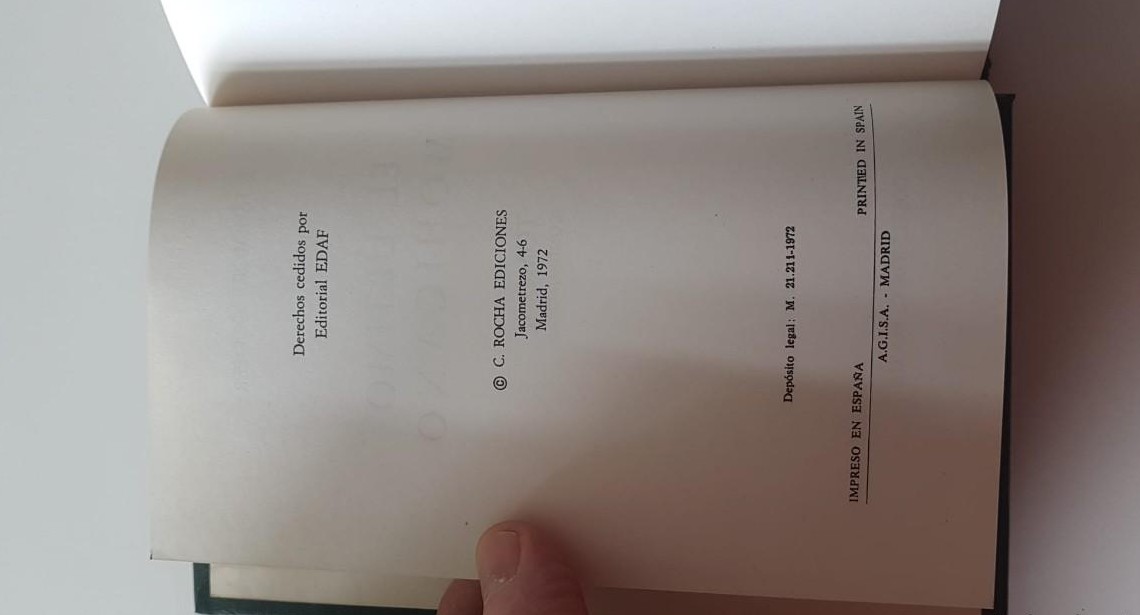 Derechos cedidos por
Editorial EDAF
© C. ROCHA EDICIONES
Jacometrezo, 4-6
Madrid, 1972
Depósito legal: M. 21.211-1972
IMPRESO EN ESPAÑA PRINTED IN SPAIN
A.G.I.S.A. - MADRID